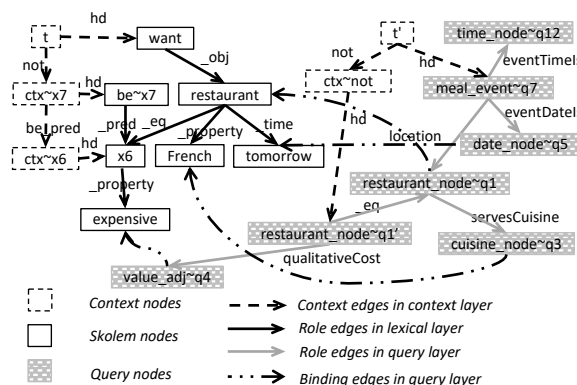 t
hd
want
t'
time_node~q12
not
_obj
not
hd
eventTimeI
ctx~not
meal_event~q7
ctx~x7
hd
be~x7
restaurant
eventDateI
be_pred
_pred
_eq
_property
_time
hd
location
date_node~q5
ctx~x6
hd
x6
French
tomorrow
restaurant_node~q1
_property
_eq
servesCuisine
expensive
restaurant_node~q1'
cuisine_node~q3
qualitativeCost
value_adj~q4
Context nodes
Context edges in context layer
Skolem nodes
Role edges in lexical layer
Role edges in query layer
Query nodes
Binding edges in query layer